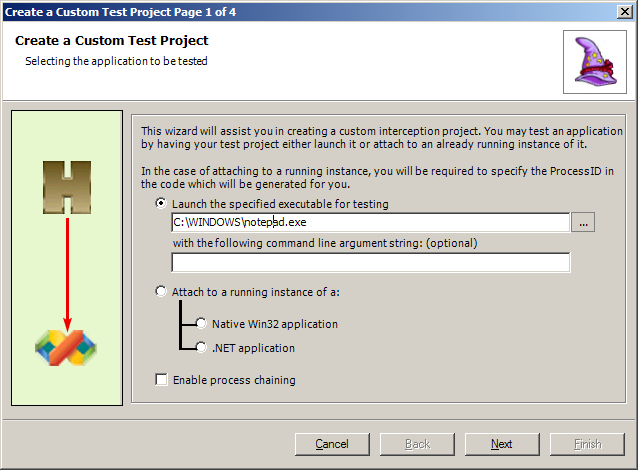 Create a Custom Test Project Page 1 of 4
Create a Custom Test Project
Selecting the application to be tested
This wizard will assist you in creating a custom interception project. You may test an application
by having your test project either launch it or attach to an already running instance of it.
In the case of attaching to a running instance, you will be required to specify the ProcessID in
the code which will be generated for you.
Launch the specified executable for testing
C:\WINDOWS\notepad.exe
...
with the following command line argument string: (optional)
Attach to a running instance of a:
Native Win32 application
.NET application
Enable process chaining
Cancel
Back
Next
Finish